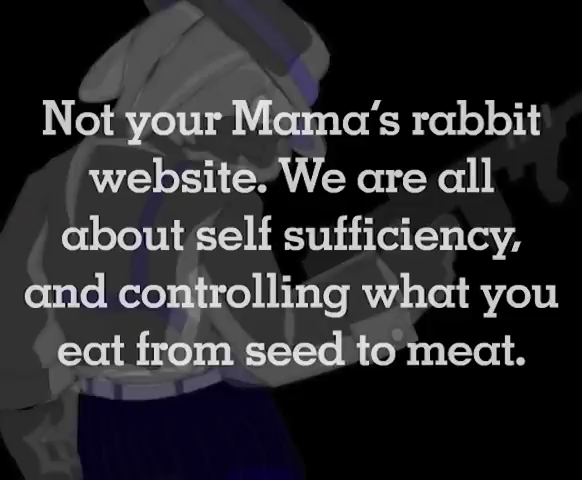 Not your Mama's rabbit
website. We are all
about self sufficiency,
and controlling what you
eat from seed to meat.